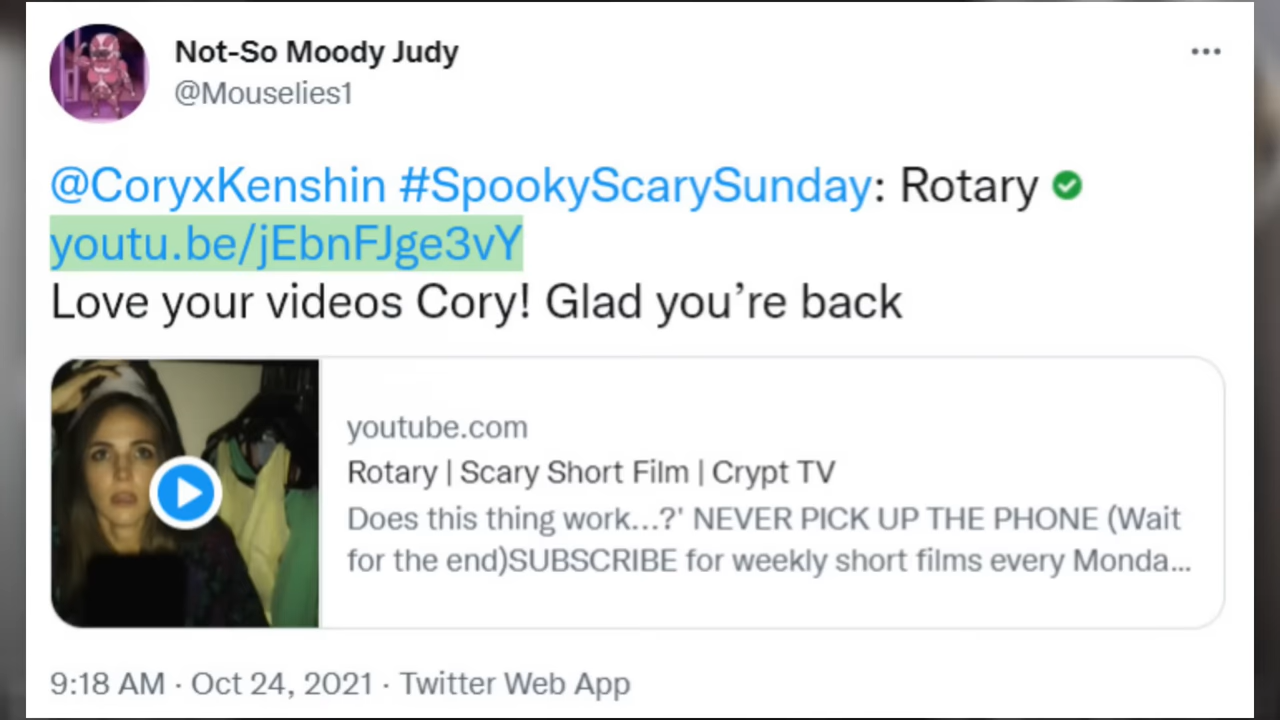 Not-So Moody Judy
@Mouselies1
@CoryxKenshin #SpookyScarySunday: Rotary
youtu.be/jEbnFJge3vY
Love your videos Cory! Glad you’re back
youtube.com
Rotary | Scary Short Film | Crypt TV
Does this thing work...?' NEVER PICK UP THE PHONE (Wait
for the end)SUBSCRIBE for weekly short films every Monda...
9:18 AM · Oct 24, 2021 · Twitter Web App